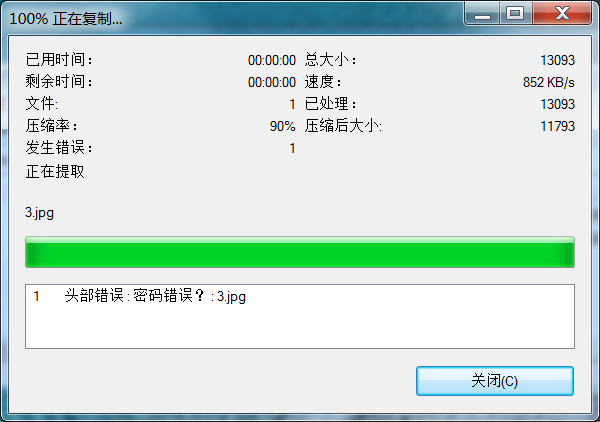 100% 正在复制...
已用时间： 00:00:00 总大小： 13093
剩余时间： 00:00:00 速度： 852 KB/s
文件: 1 已处理： 13093
压缩率： 90% 压缩后大小: 11793
发生错误： 1
正在提取
3.jpg
1 头部错误 : 密码错误？ : 3.jpg
关闭(C)